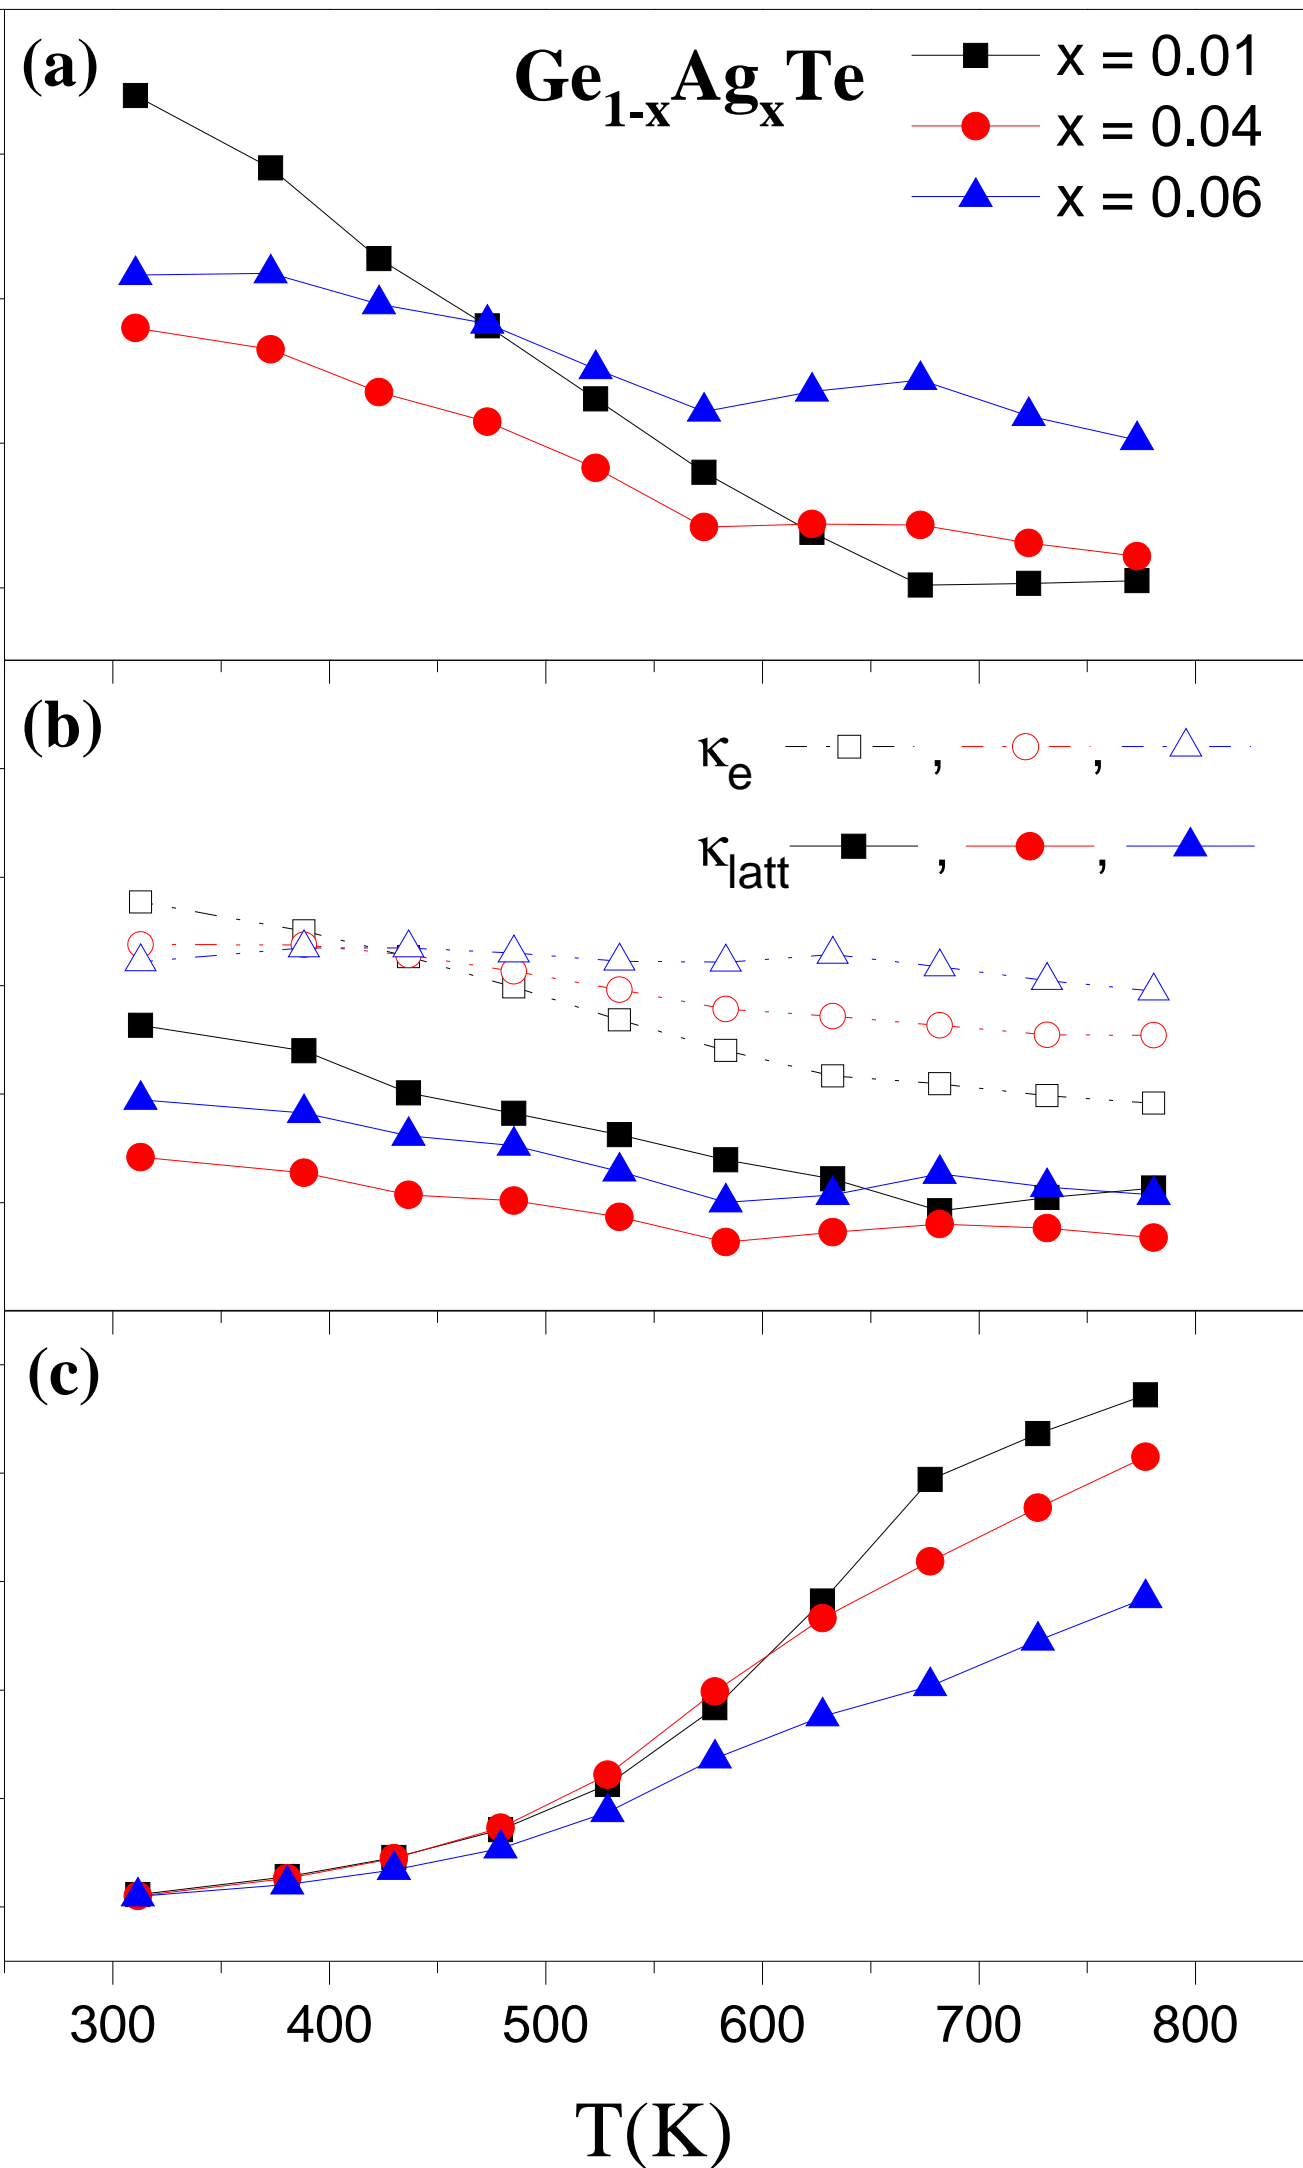 (a)
Ge1-xAgxTe
x = 0.01
x = 0.04
x = 0.06
(b)
κe , ,
κlatt , ,
(c)
300 400 500 600 700 800
T(K)